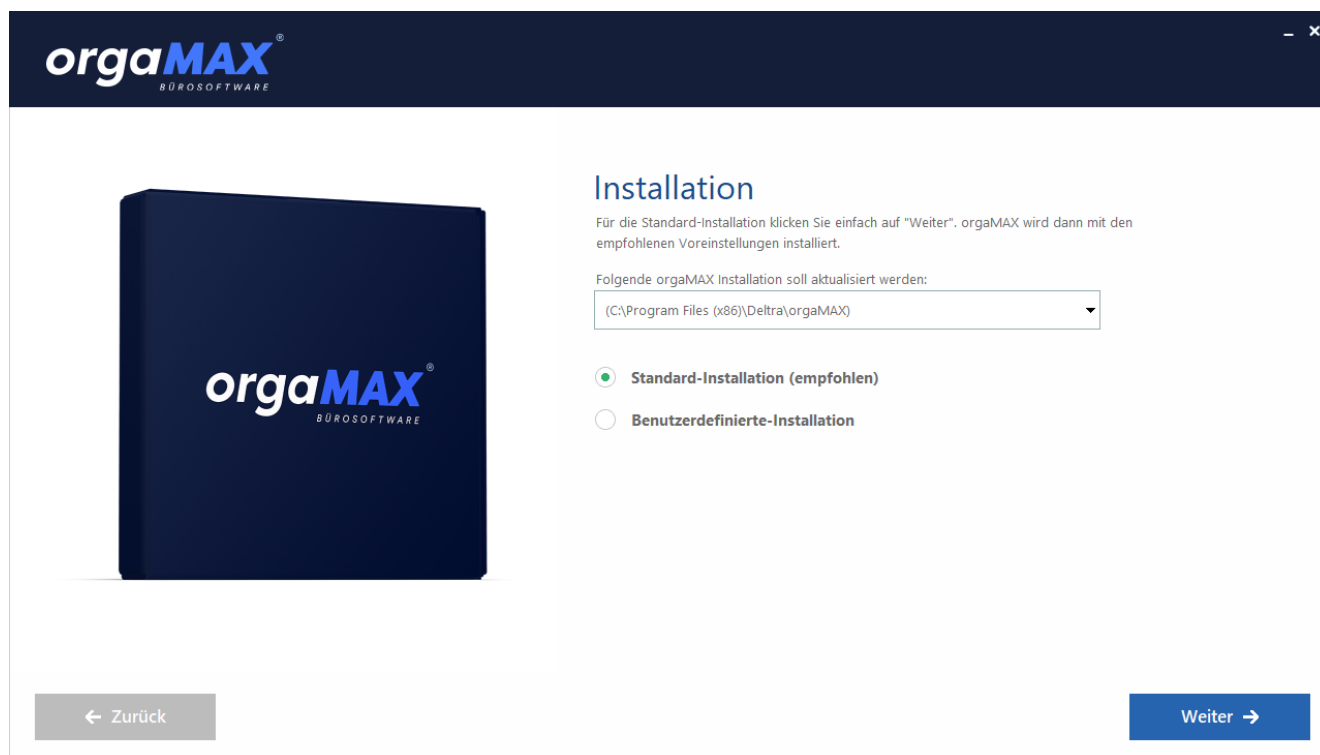 orgaMAX®
BÜROSOFTWARE
Installation
Für die Standard-Installation klicken Sie einfach auf "Weiter". orgaMAX wird dann mit den
empfohlenen Voreinstellungen installiert.
Folgende orgaMAX Installation soll aktualisiert werden:
(C:\Program Files (x86)\Deltra\orgaMAX)
orgaMAX®
BÜROSOFTWARE
Standard-Installation (empfohlen)
Benutzerdefinierte-Installation
← Zurück
Weiter →